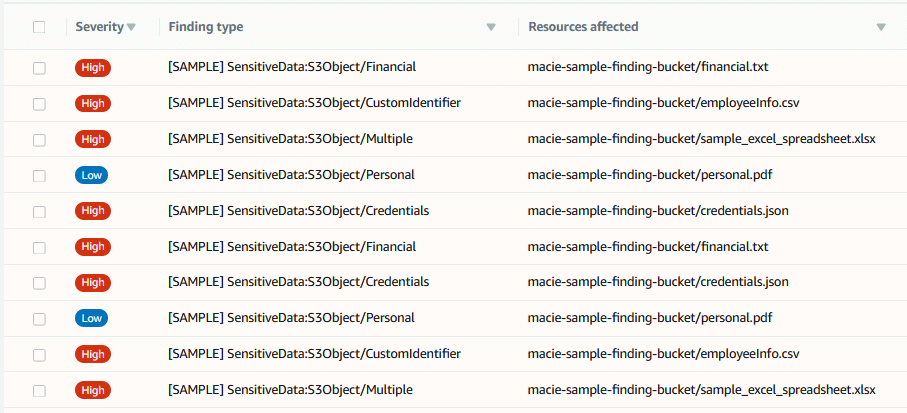 Severity Finding type Resources affected
High [SAMPLE] SensitiveData:S3Object/Financial macie-sample-finding-bucket/financial.txt
High [SAMPLE] SensitiveData:S3Object/CustomIdentifier macie-sample-finding-bucket/employeeInfo.csv
High [SAMPLE] SensitiveData:S3Object/Multiple macie-sample-finding-bucket/sample_excel_spreadsheet.xlsx
Low [SAMPLE] SensitiveData:S3Object/Personal macie-sample-finding-bucket/personal.pdf
High [SAMPLE] SensitiveData:S3Object/Credentials macie-sample-finding-bucket/credentials.json
High [SAMPLE] SensitiveData:S3Object/Financial macie-sample-finding-bucket/financial.txt
High [SAMPLE] SensitiveData:S3Object/Credentials macie-sample-finding-bucket/credentials.json
Low [SAMPLE] SensitiveData:S3Object/Personal macie-sample-finding-bucket/personal.pdf
High [SAMPLE] SensitiveData:S3Object/CustomIdentifier macie-sample-finding-bucket/employeeInfo.csv
High [SAMPLE] SensitiveData:S3Object/Multiple macie-sample-finding-bucket/sample_excel_spreadsheet.xlsx